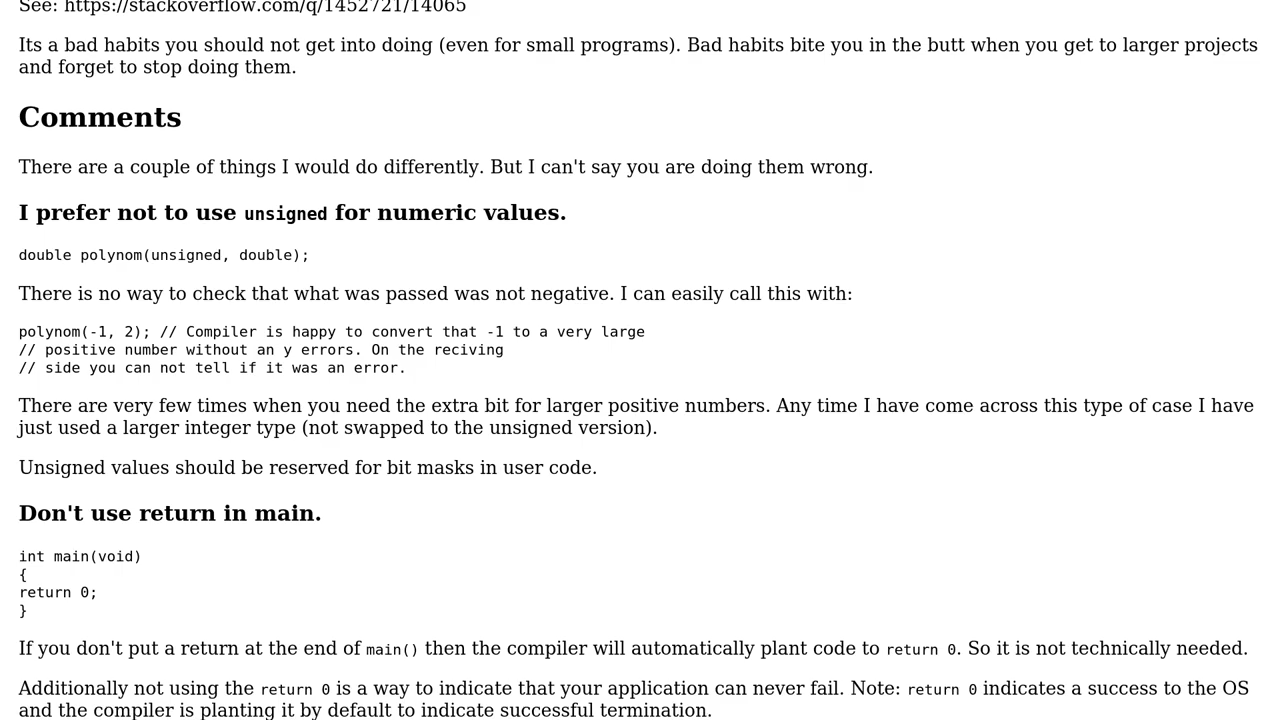 See: https://stackoverflow.com/q/1452721/14065
Its a bad habits you should not get into doing (even for small programs). Bad habits bite you in the butt when you get to larger projects
and forget to stop doing them.
Comments
There are a couple of things I would do differently. But I can't say you are doing them wrong.
I prefer not to use unsigned for numeric values.
double polynom(unsigned, double);
There is no way to check that what was passed was not negative. I can easily call this with:
polynom(-1, 2); // Compiler is happy to convert that -1 to a very large
// positive number without an y errors. On the reciving
// side you can not tell if it was an error.
There are very few times when you need the extra bit for larger positive numbers. Any time I have come across this type of case I have
just used a larger integer type (not swapped to the unsigned version).
Unsigned values should be reserved for bit masks in user code.
Don't use return in main.
int main(void)
{
return 0;
}
If you don't put a return at the end of main() then the compiler will automatically plant code to return 0. So it is not technically needed.
Additionally not using the return 0 is a way to indicate that your application can never fail. Note: return 0 indicates a success to the OS
and the compiler is planting it by default to indicate successful termination.